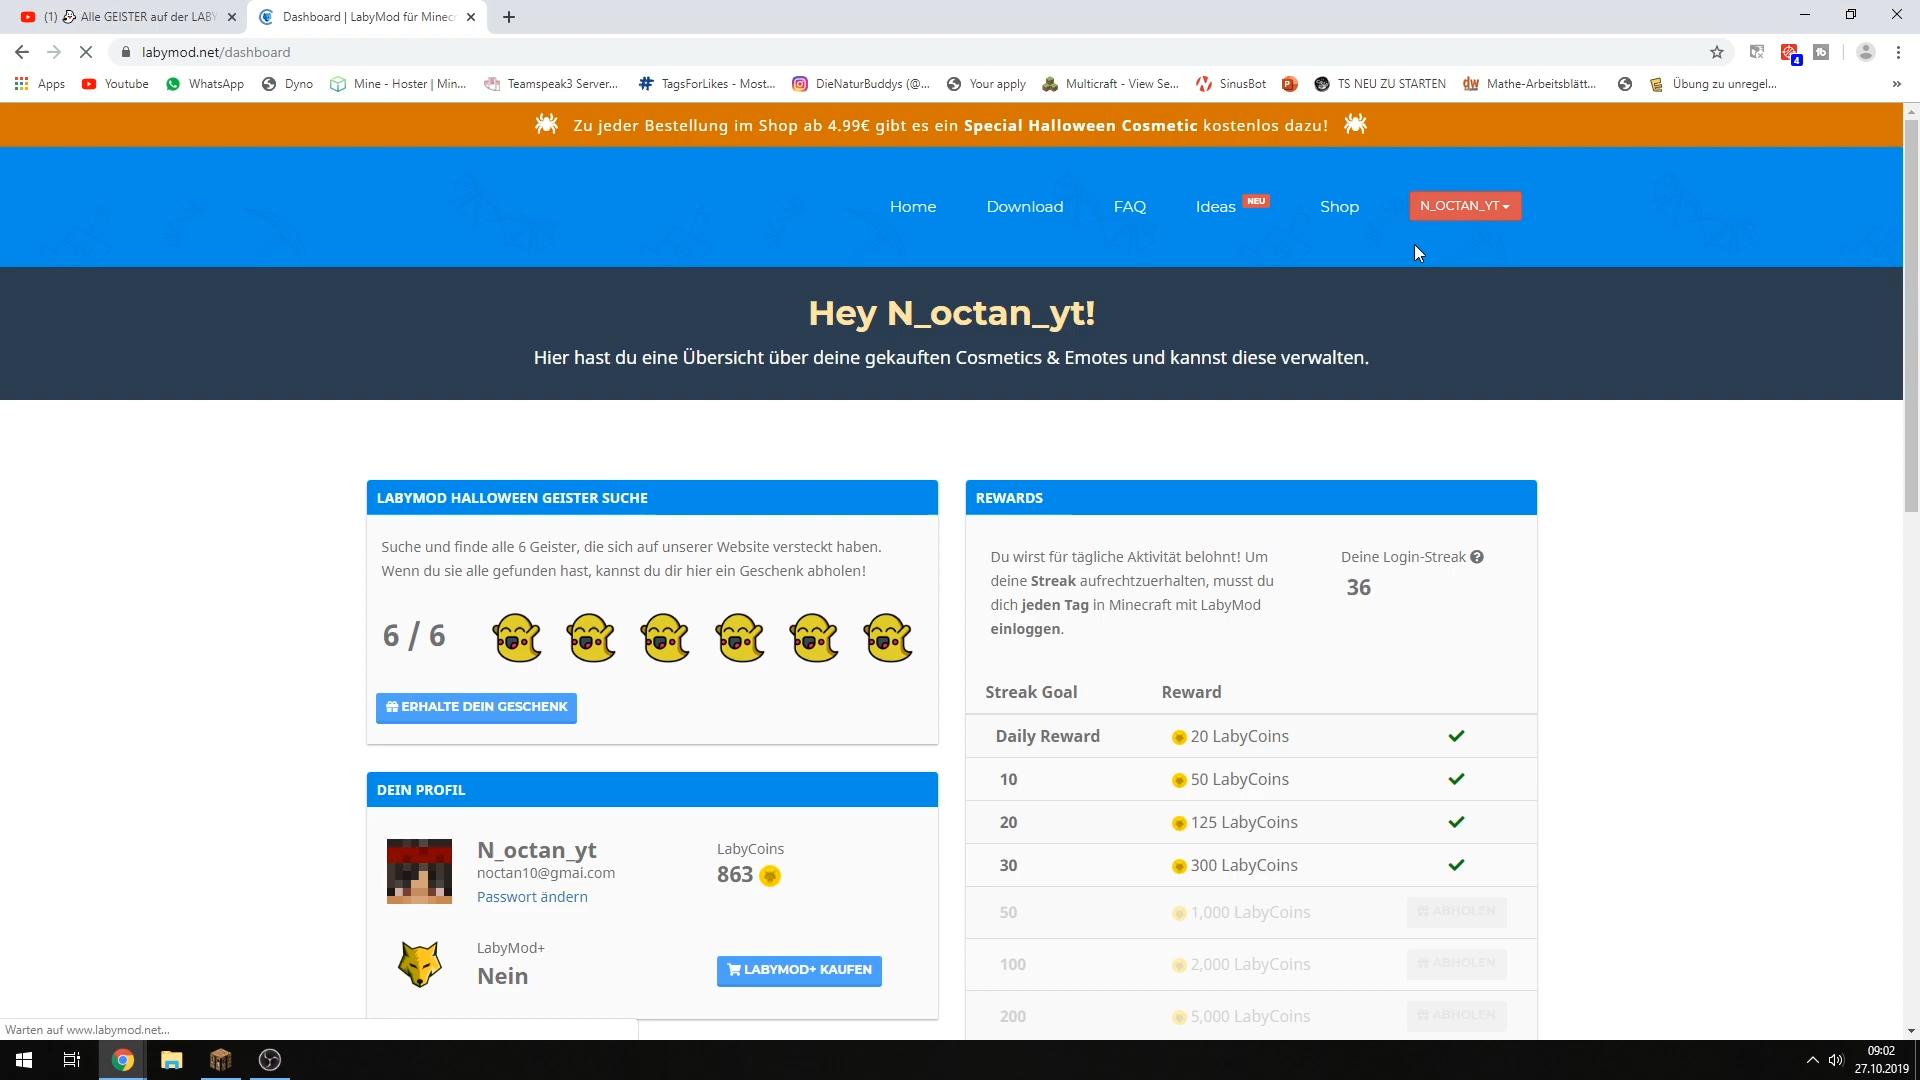 (1) Alle GEISTER auf der LABY
Dashboard | LabyMod für Minecr
labymod.net/dashboard
4
Apps
Youtube
WhatsApp
Dyno
Mine - Hoster | Min...
Teamspeak3 Server...
TagsForLikes - Most...
DieNaturBuddys (@...
Your apply
Multicraft - View Se...
SinusBot
TS NEU ZU STARTEN
Mathe-Arbeitsblätt...
Übung zu unregel...
Zu jeder Bestellung im Shop ab 4.99€ gibt es ein Special Halloween Cosmetic kostenlos dazu!
Home
Download
FAQ
Ideas
NEU
Shop
N_OCTAN_YT
Hey N_octan_yt!
Hier hast du eine Übersicht über deine gekauften Cosmetics & Emotes und kannst diese verwalten.
LABYMOD HALLOWEEN GEISTER SUCHE
Suche und finde alle 6 Geister, die sich auf unserer Website versteckt haben.
Wenn du sie alle gefunden hast, kannst du dir hier ein Geschenk abholen!
6 / 6
ERHALTE DEIN GESCHENK
DEIN PROFIL
N_octan_yt
noctan10@gmai.com
Passwort ändern
LabyCoins
863
LabyMod+
Nein
LABYMOD+ KAUFEN
REWARDS
Du wirst für tägliche Aktivität belohnt! Um
deine Streak aufrechtzuerhalten, musst du
dich jeden Tag in Minecraft mit LabyMod
einloggen.
Deine Login-Streak
36
Streak Goal Reward
Daily Reward 20 LabyCoins
10 50 LabyCoins
20 125 LabyCoins
30 300 LabyCoins
50 1,000 LabyCoins ABHOLEN
100 2,000 LabyCoins ABHOLEN
200 5,000 LabyCoins ABHOLEN
Warten auf www.labymod.net...
09:02
27.10.2019